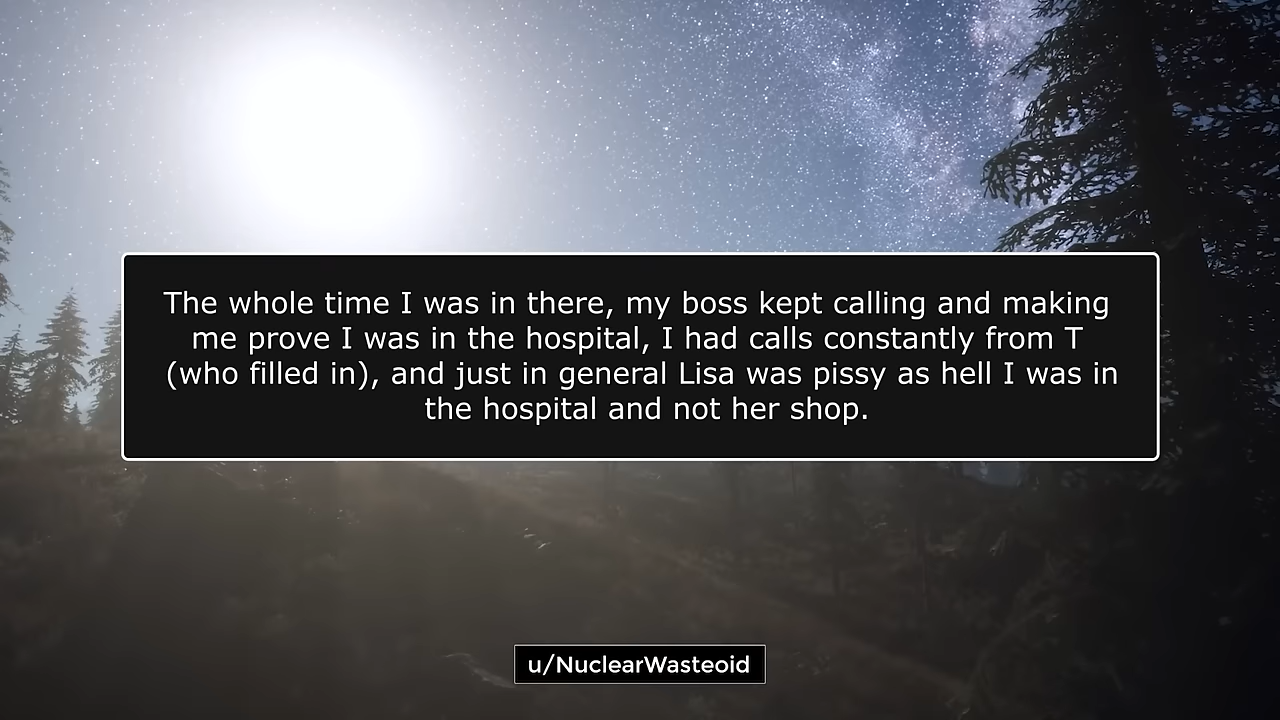 The whole time I was in there, my boss kept calling and making
me prove I was in the hospital, I had calls constantly from T
(who filled in), and just in general Lisa was pissy as hell I was in
the hospital and not her shop.
u/NuclearWasteoid